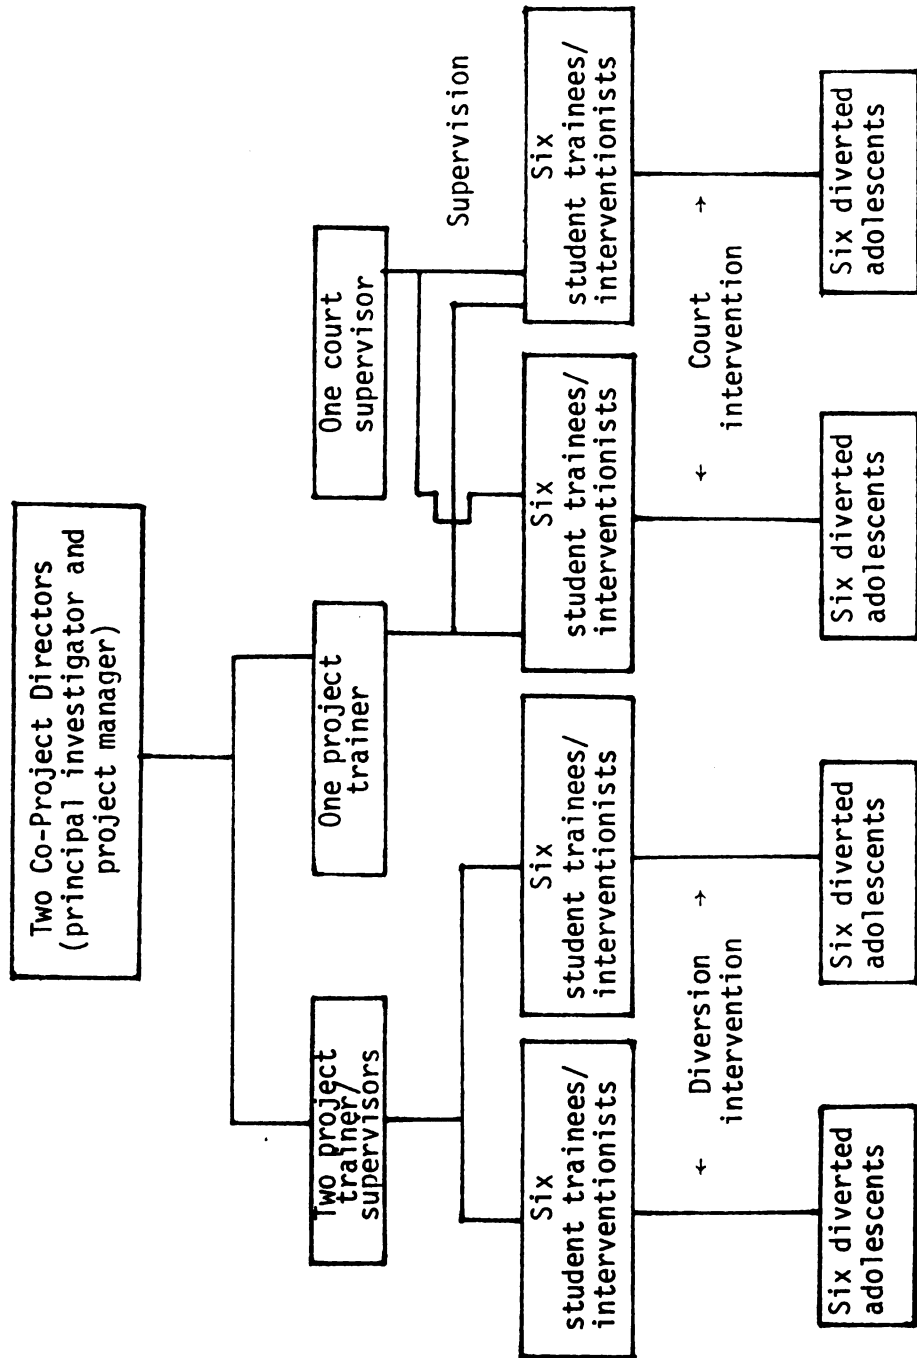 Two Co-Project Directors
(principal investigator and
project manager)
Two project
trainer/
supervisors
One project
trainer
One court
supervisor
Supervision
Six
student trainees/
interventionists
Six
student trainees/
interventionists
Six
student trainees/
interventionists
Six
student trainees/
interventionists
← Diversion →
intervention
← Court →
intervention
Six diverted
adolescents
Six diverted
adolescents
Six diverted
adolescents
Six diverted
adolescents